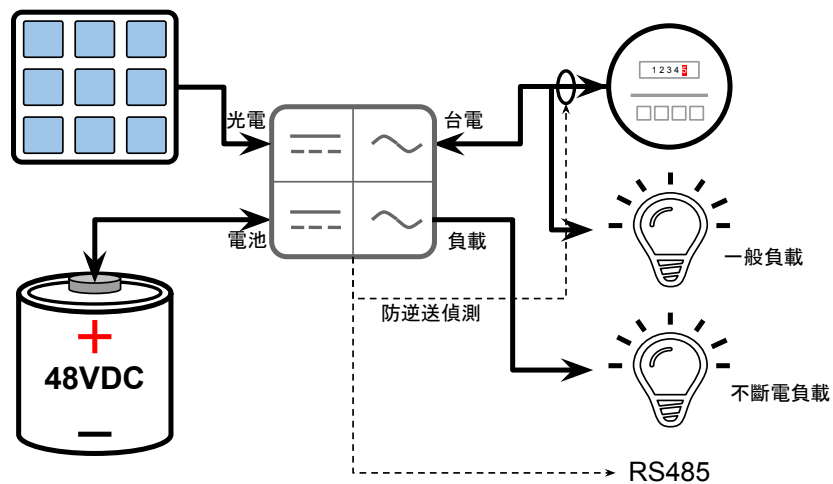 12345
光電
台電
電池
負載
一般負載
防逆送偵測
+
48VDC
−
不斷電負載
RS485